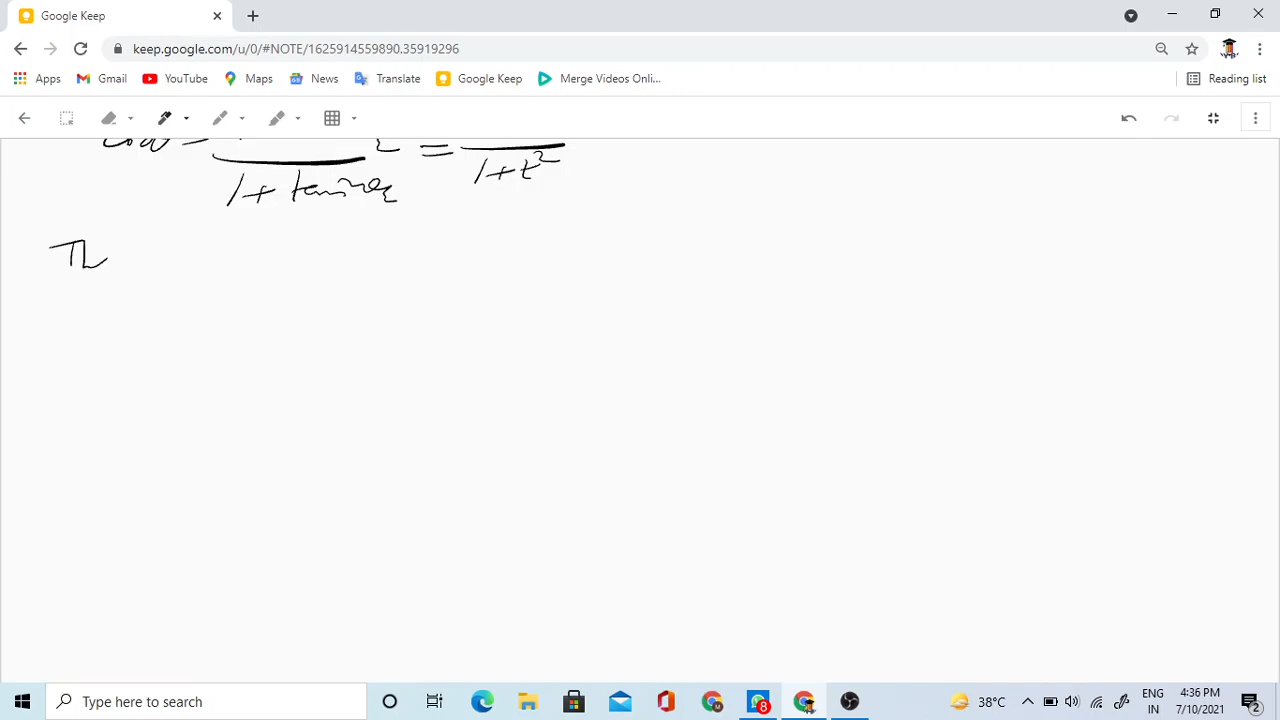 Google Keep
keep.google.com/u/0/#NOTE/1625914559890.35919296
Apps Gmail YouTube Maps News Translate Google Keep Merge Videos Onli... Reading list
= 
1+t²
1+
Th
Type here to search
8
38°C
ENG
IN
4:36 PM
7/10/2021
2